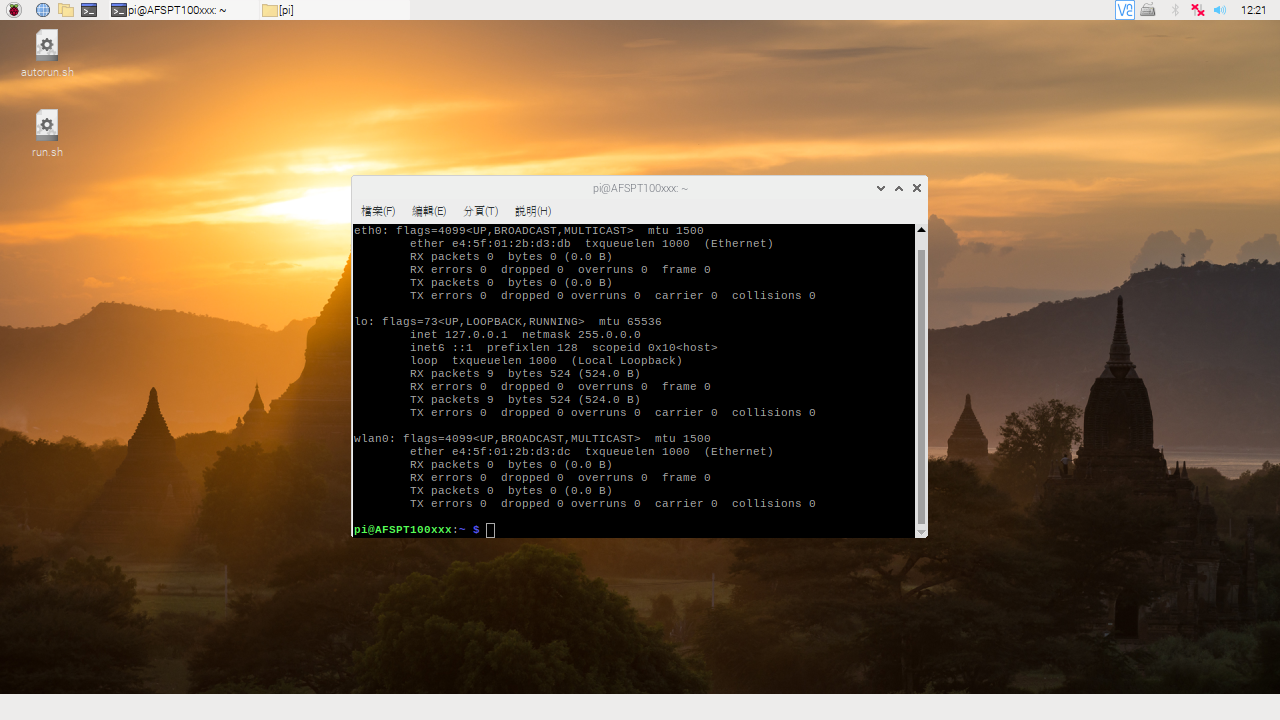 pi@AFSPT100xxx: ~
[pi]
12:21
autorun.sh
run.sh
pi@AFSPT100xxx: ~
檔案(F) 編輯(E) 分頁(T) 說明(H)
eth0: flags=4099<UP,BROADCAST,MULTICAST>  mtu 1500
        ether e4:5f:01:2b:d3:db  txqueuelen 1000  (Ethernet)
        RX packets 0  bytes 0 (0.0 B)
        RX errors 0  dropped 0  overruns 0  frame 0
        TX packets 0  bytes 0 (0.0 B)
        TX errors 0  dropped 0 overruns 0  carrier 0  collisions 0
lo: flags=73<UP,LOOPBACK,RUNNING>  mtu 65536
        inet 127.0.0.1  netmask 255.0.0.0
        inet6 ::1  prefixlen 128  scopeid 0x10<host>
        loop  txqueuelen 1000  (Local Loopback)
        RX packets 9  bytes 524 (524.0 B)
        RX errors 0  dropped 0  overruns 0  frame 0
        TX packets 9  bytes 524 (524.0 B)
        TX errors 0  dropped 0 overruns 0  carrier 0  collisions 0
wlan0: flags=4099<UP,BROADCAST,MULTICAST>  mtu 1500
        ether e4:5f:01:2b:d3:dc  txqueuelen 1000  (Ethernet)
        RX packets 0  bytes 0 (0.0 B)
        RX errors 0  dropped 0  overruns 0  frame 0
        TX packets 0  bytes 0 (0.0 B)
        TX errors 0  dropped 0 overruns 0  carrier 0  collisions 0
pi@AFSPT100xxx:~ $